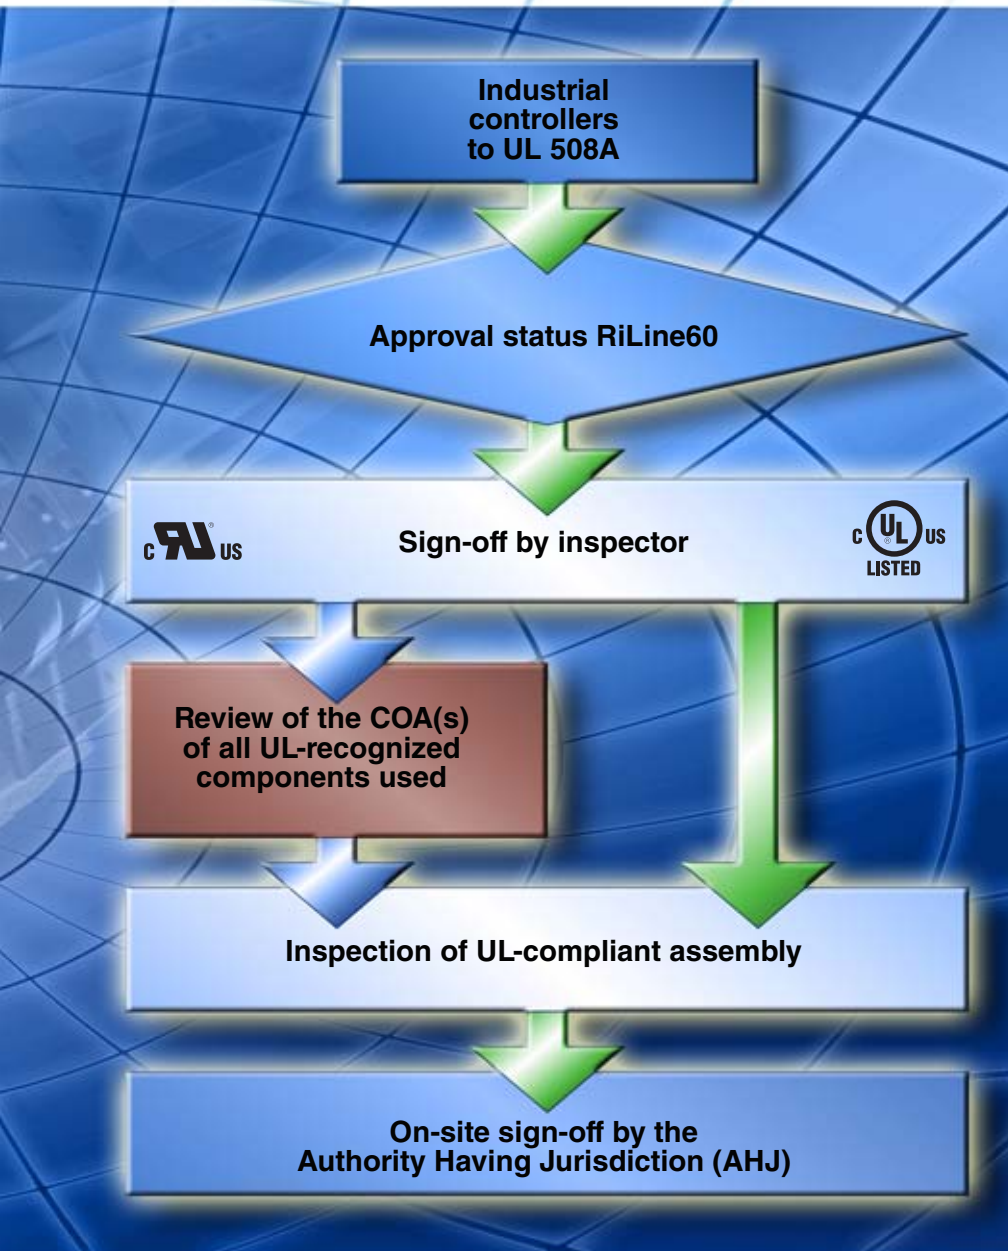 Industrial
controllers
to UL 508A
Approval status RiLine60
c RU ® US
Sign-off by inspector
c UL ® US
LISTED
Review of the COA(s)
of all UL-recognized
components used
Inspection of UL-compliant assembly
On-site sign-off by the
Authority Having Jurisdiction (AHJ)